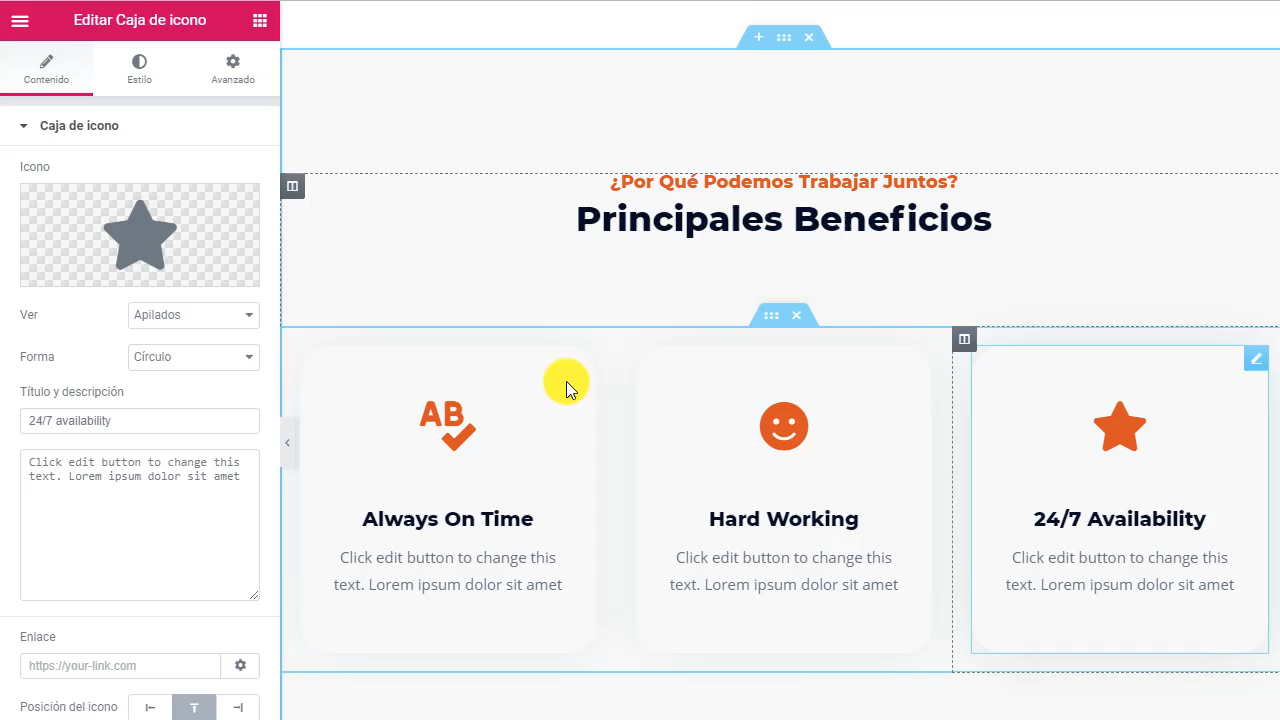 Editar Caja de icono
Contenido
Estilo
Avanzado
Caja de icono
Icono
Ver
Apilados
Forma
Círculo
Título y descripción
24/7 availability
Click edit button to change this
text. Lorem ipsum dolor sit amet
Enlace
https://your-link.com
Posición del icono
¿Por Qué Podemos Trabajar Juntos?
Principales Beneficios
AB
Always On Time
Click edit button to change this
text. Lorem ipsum dolor sit amet
Hard Working
Click edit button to change this
text. Lorem ipsum dolor sit amet
24/7 Availability
Click edit button to change this
text. Lorem ipsum dolor sit amet